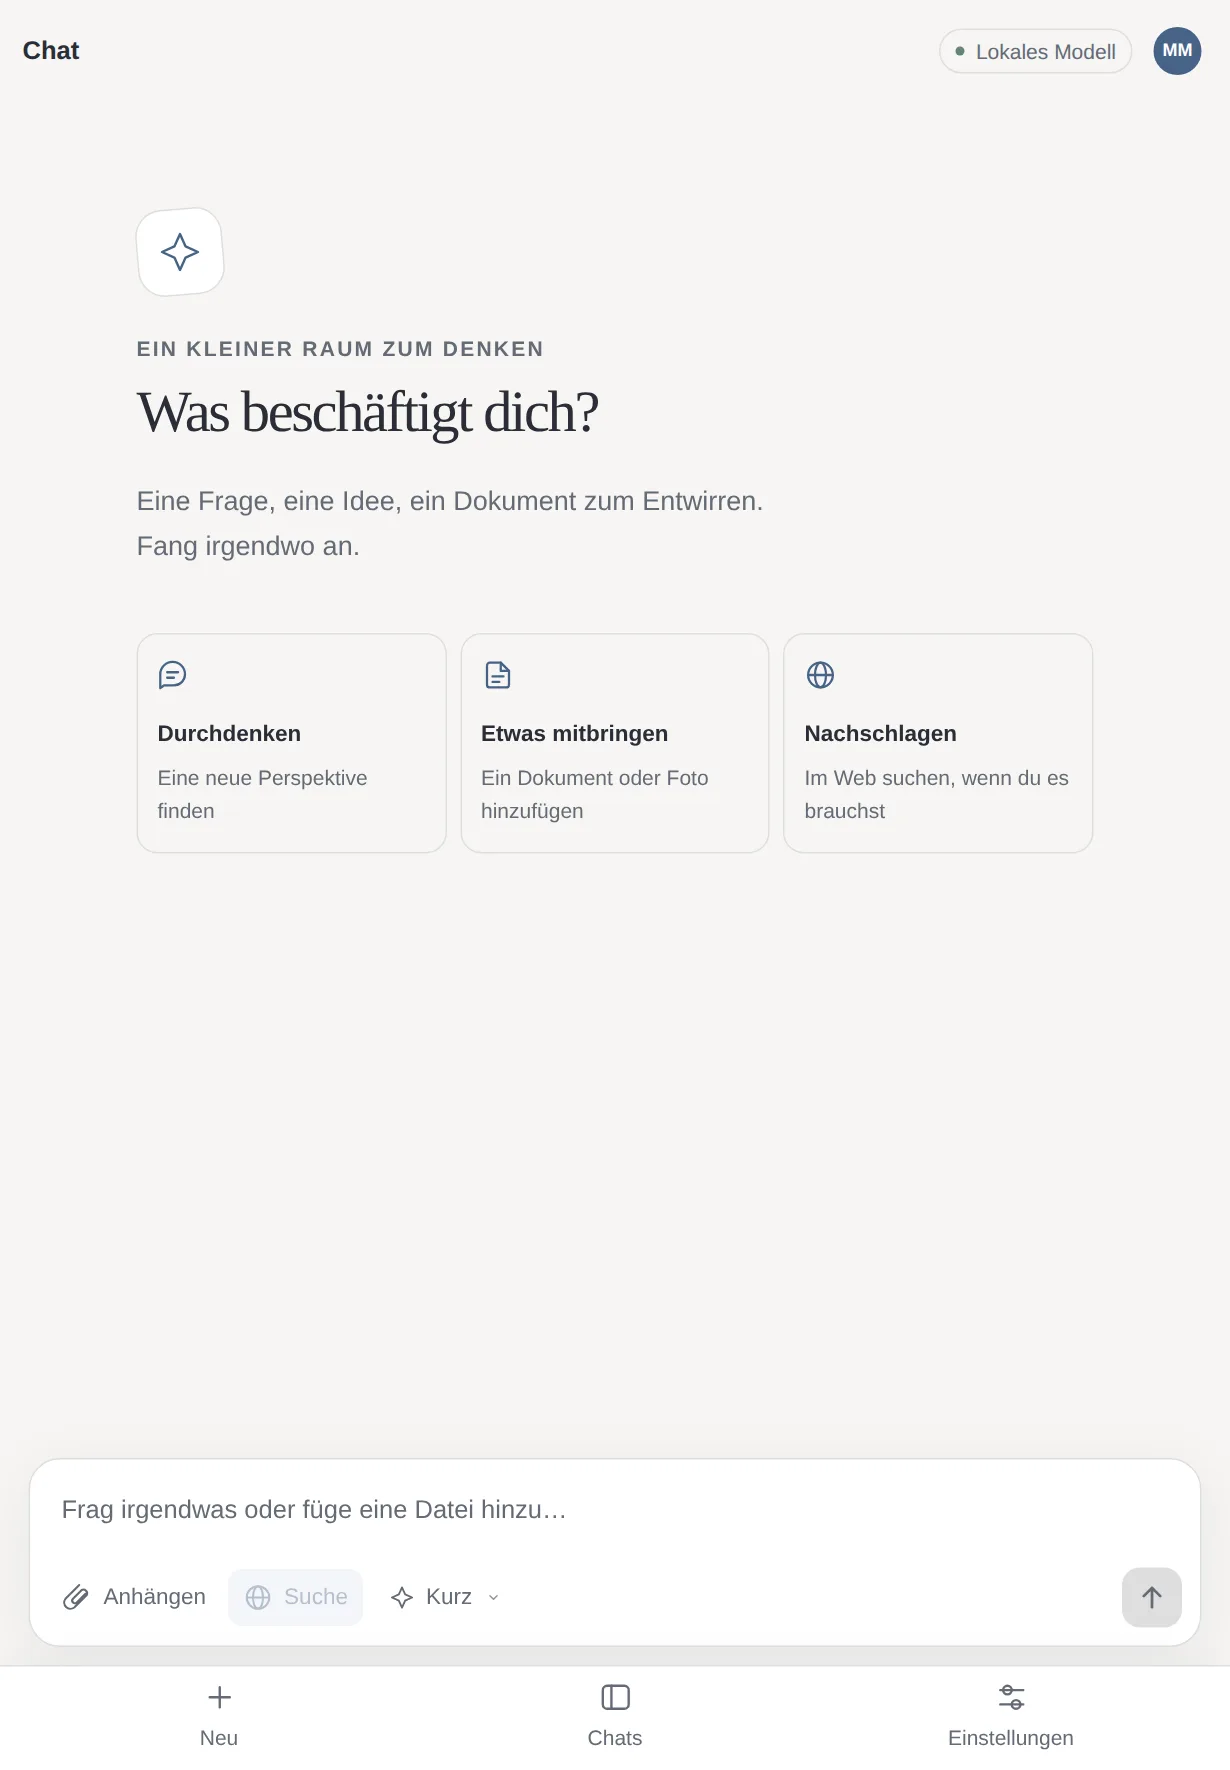 Chat
Lokales Modell
MM
EIN KLEINER RAUM ZUM DENKEN
Was beschäftigt dich?
Eine Frage, eine Idee, ein Dokument zum Entwirren.
Fang irgendwo an.
Durchdenken
Eine neue Perspektive
finden
Etwas mitbringen
Ein Dokument oder Foto
hinzufügen
Nachschlagen
Im Web suchen, wenn du es
brauchst
Frag irgendwas oder füge eine Datei hinzu…
Anhängen
Suche
Kurz
Neu
Chats
Einstellungen